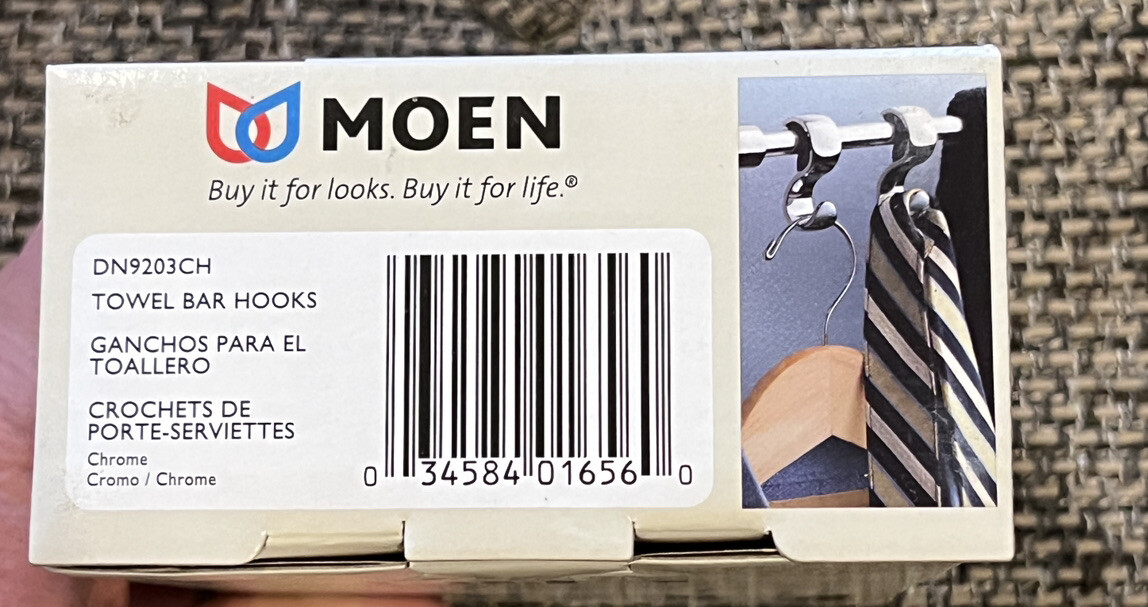 MOEN
Buy it for looks. Buy it for life.®
DN9203CH
TOWEL BAR HOOKS
GANCHOS PARA EL
TOALLERO
CROCHETS DE
PORTE-SERVIETTES
Chrome
Cromo / Chrome
0 34584 01656 0